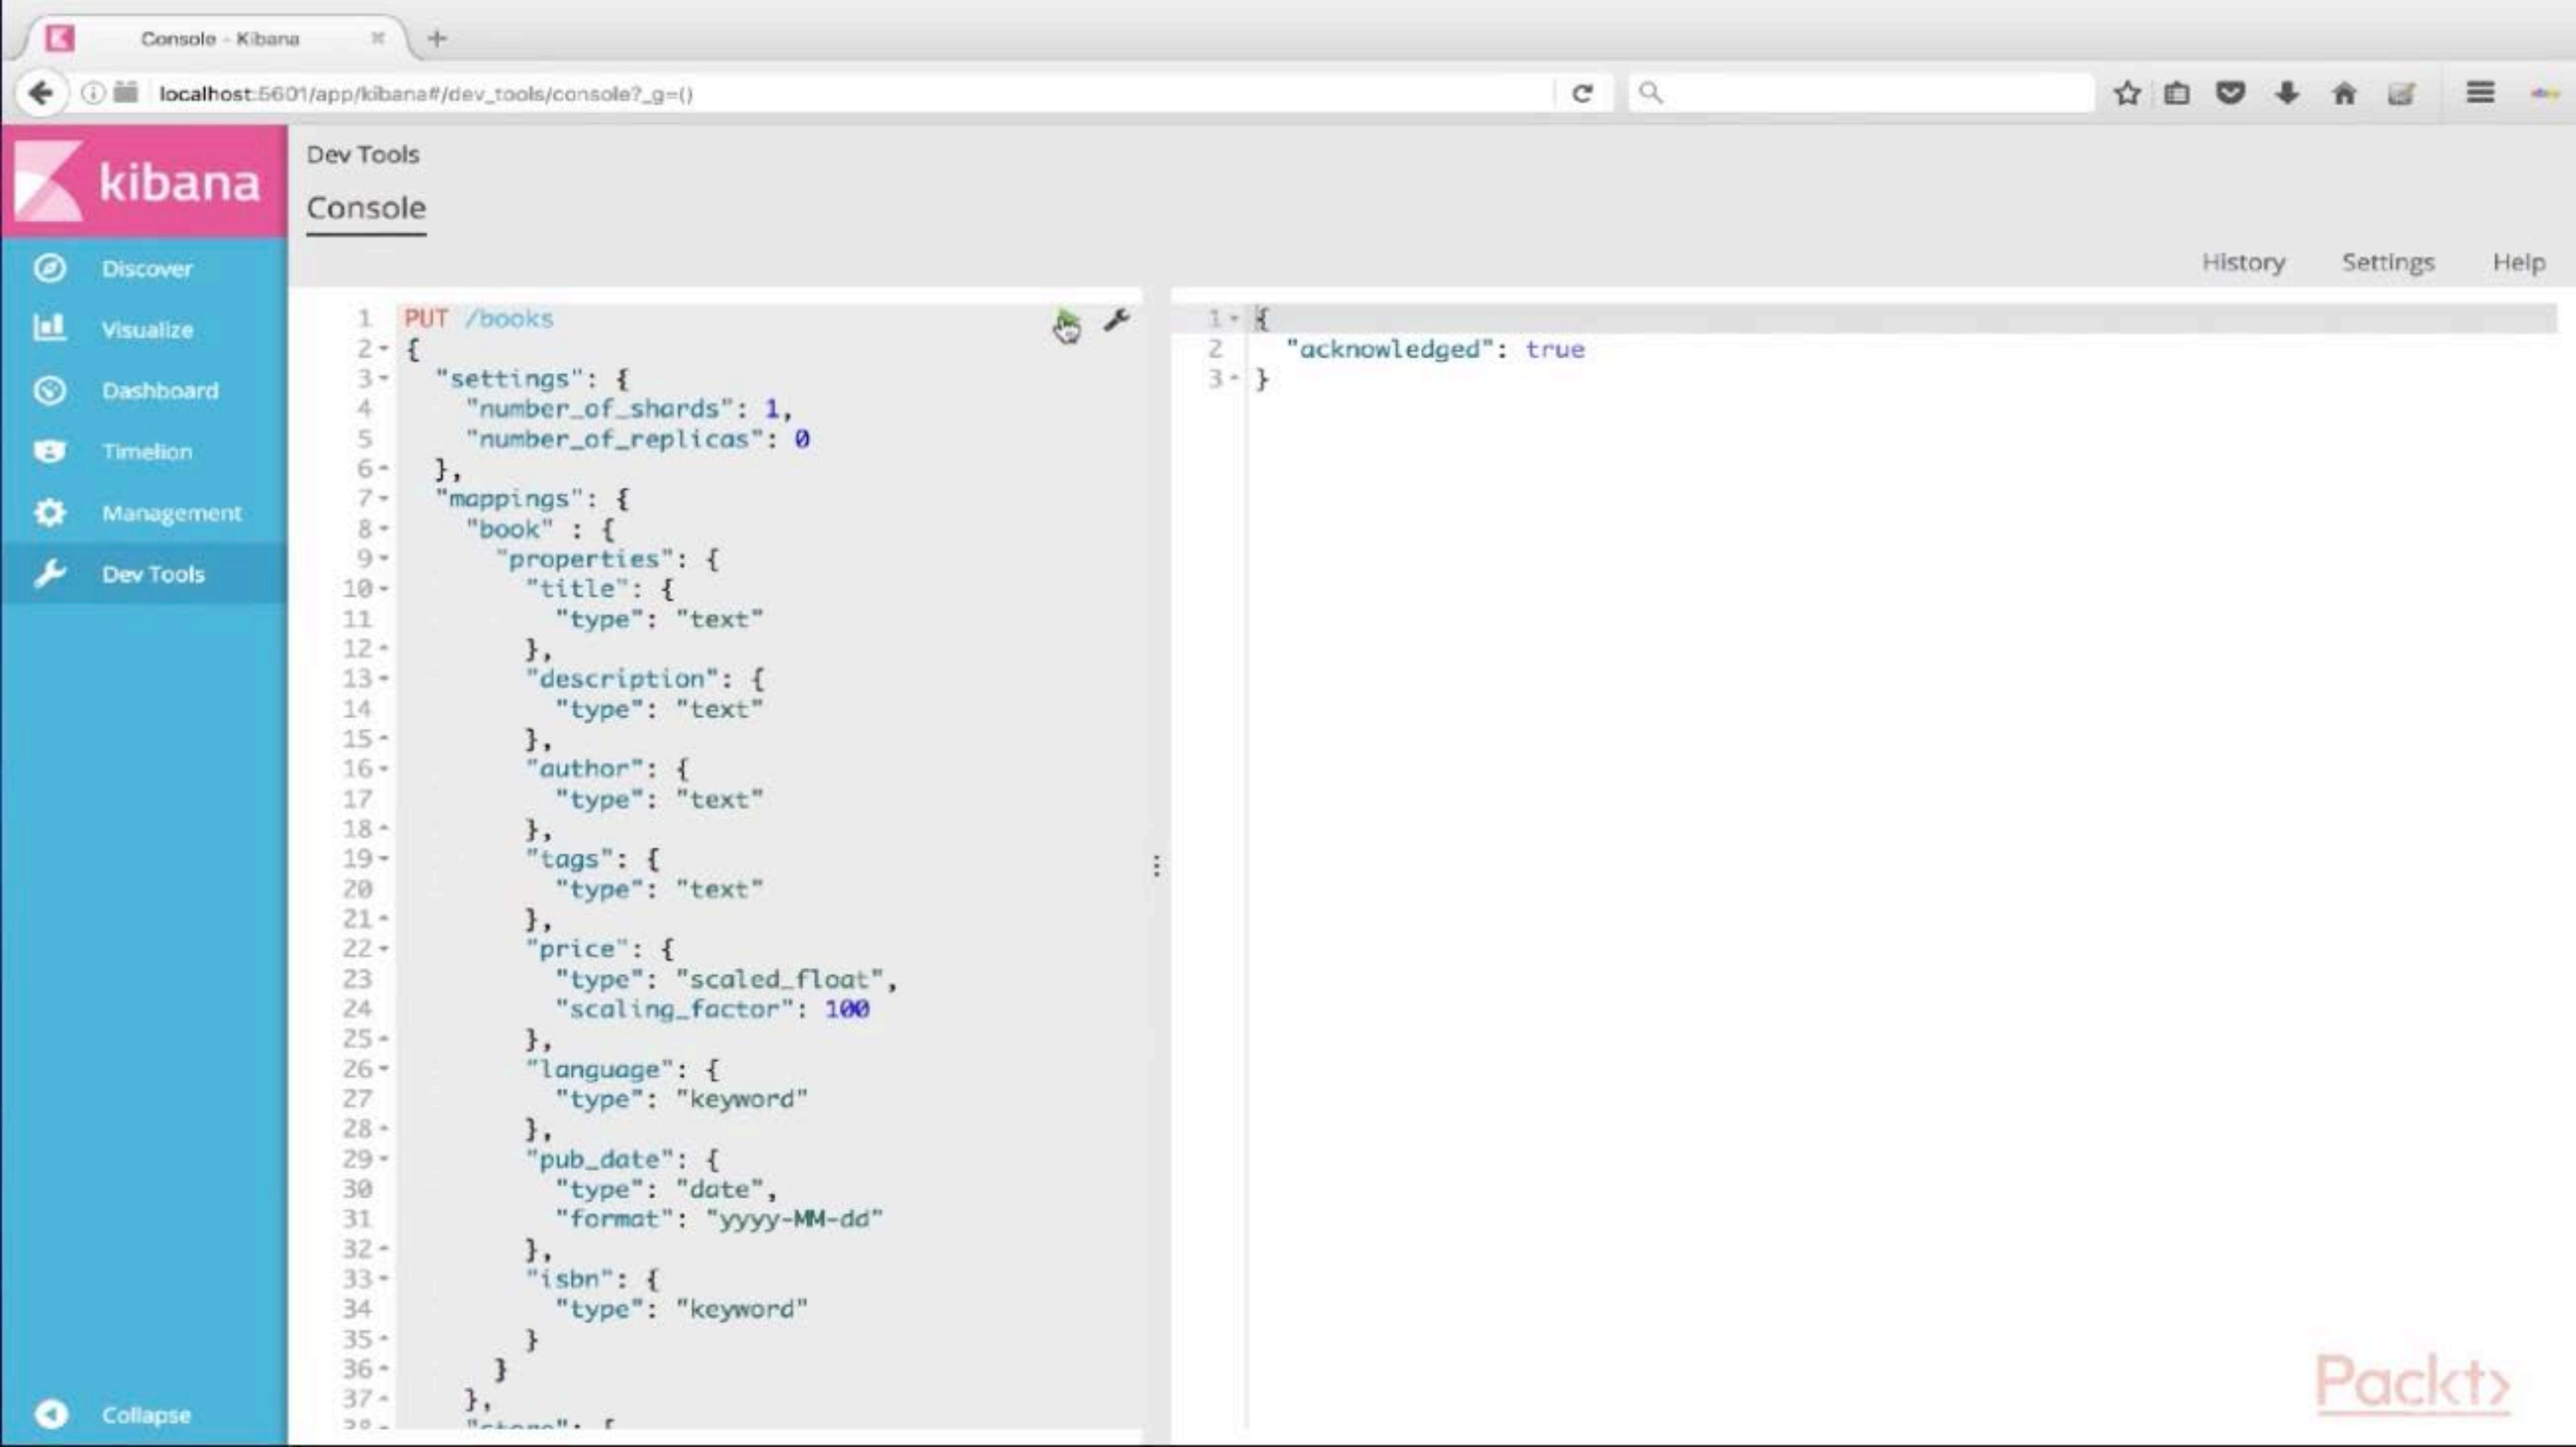 Console - Kibana
localhost:5601/app/kibana#/dev_tools/console?_g=()
kibana
Discover
Visualize
Dashboard
Timelion
Management
Dev Tools
Collapse
Dev Tools
Console
History Settings Help
1 PUT /books
2 {
3 "settings": {
4 "number_of_shards": 1,
5 "number_of_replicas": 0
6 },
7 "mappings": {
8 "book" : {
9 "properties": {
10 "title": {
11 "type": "text"
12 },
13 "description": {
14 "type": "text"
15 },
16 "author": {
17 "type": "text"
18 },
19 "tags": {
20 "type": "text"
21 },
22 "price": {
23 "type": "scaled_float",
24 "scaling_factor": 100
25 },
26 "language": {
27 "type": "keyword"
28 },
29 "pub_date": {
30 "type": "date",
31 "format": "yyyy-MM-dd"
32 },
33 "isbn": {
34 "type": "keyword"
35 }
36 }
37 },
1 {
2 "acknowledged": true
3 }
Packt>